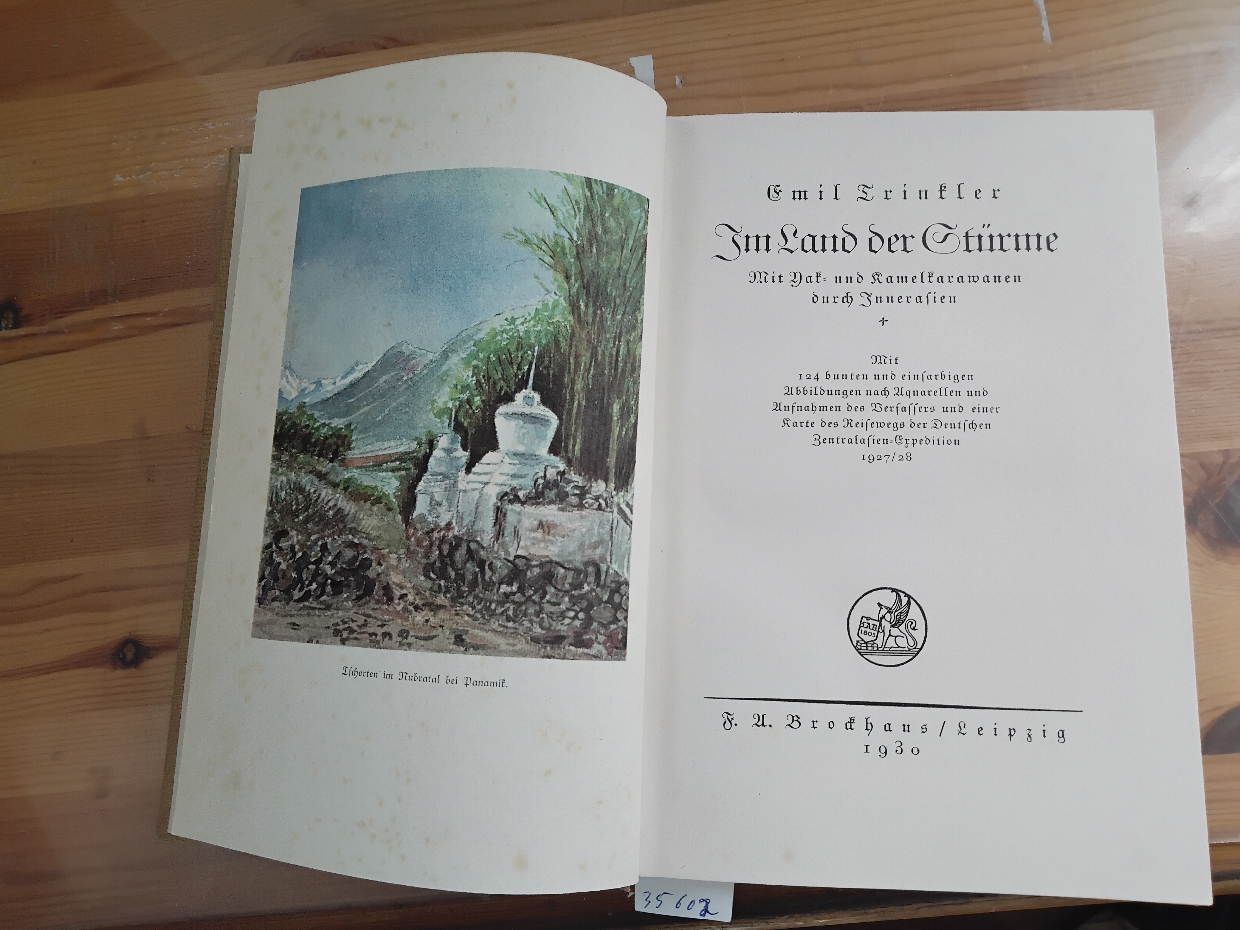 Tschorten im Nubratal bei Panamik.
Emil Trinkler
Im Land der Stürme
Mit Yak- und Kamelkarawanen
durch Innerasien
Mit
124 bunten und einfarbigen
Abbildungen nach Aquarellen und
Aufnahmen des Verfassers und einer
Karte des Reisewegs der Deutschen
Zentralasien-Expedition
1927/28
FAB
1805
F. A. Brockhaus / Leipzig
1930